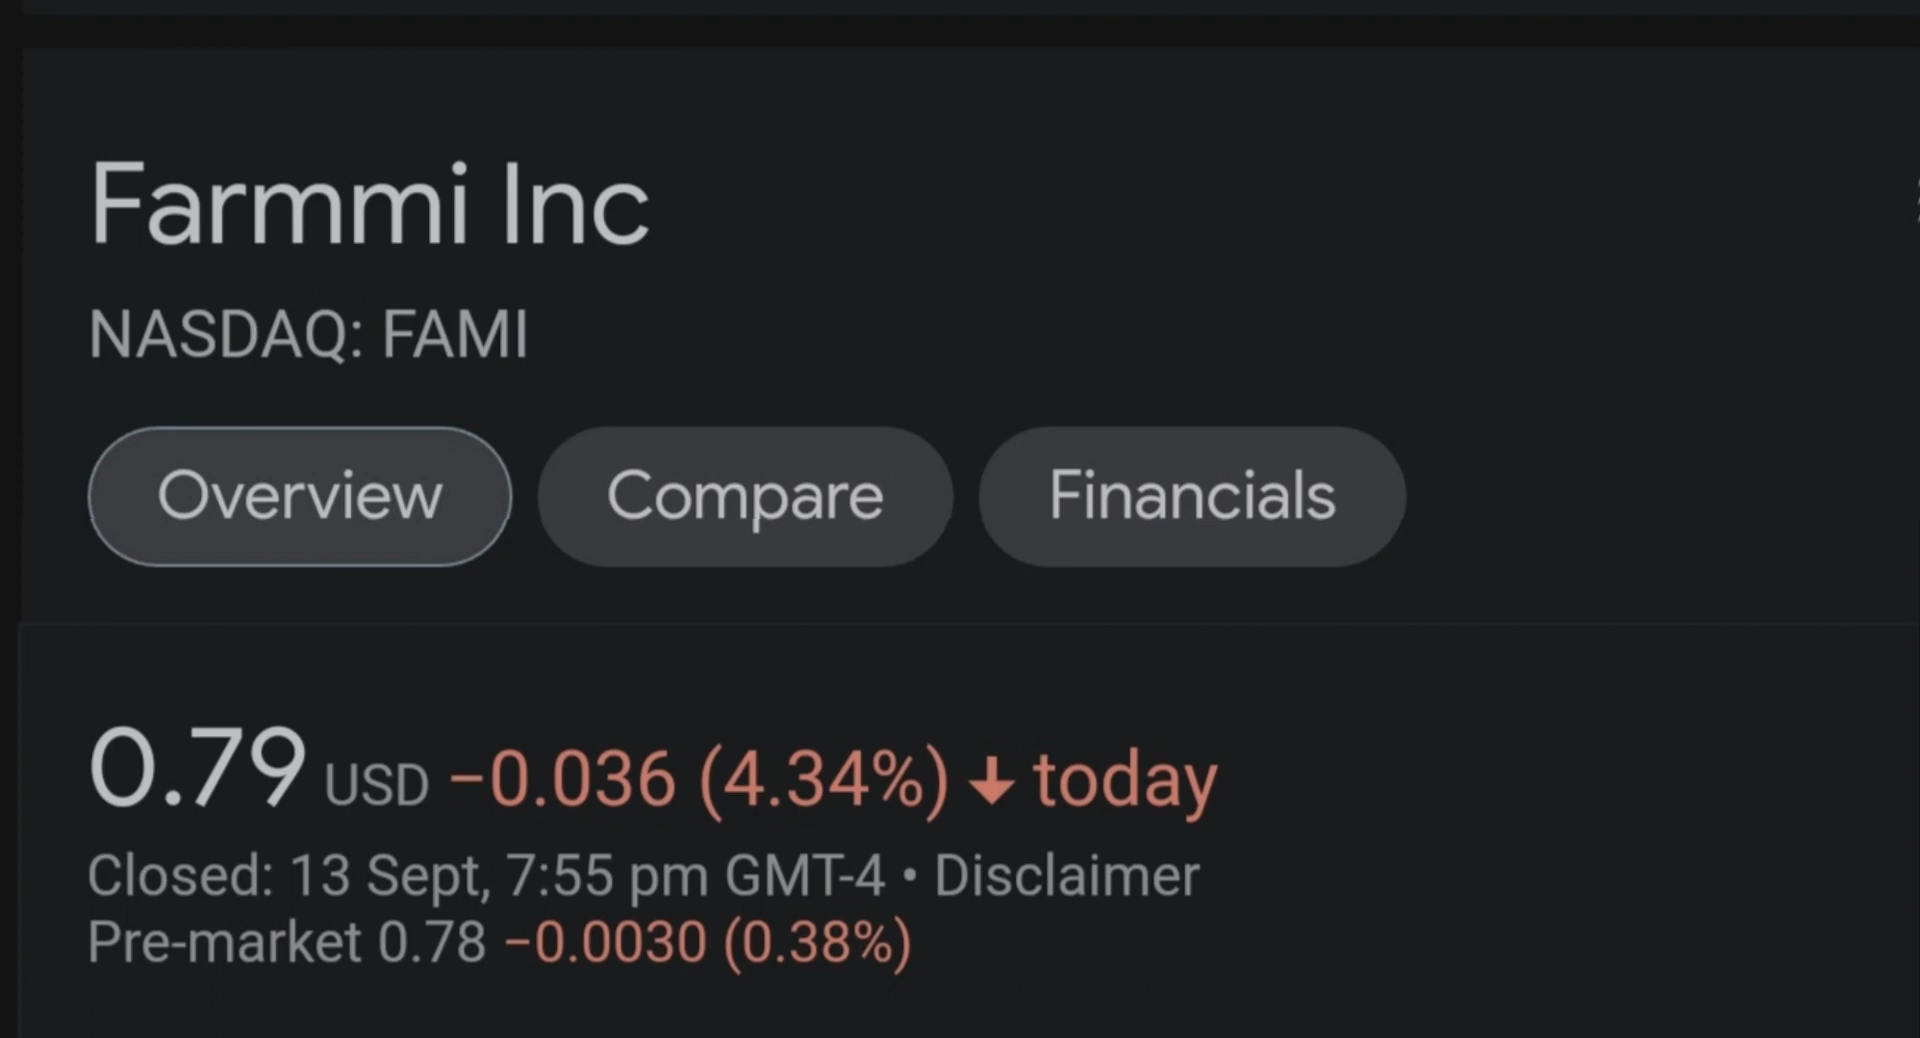 Farmmi Inc
NASDAQ: FAMI
Overview Compare Financials
0.79 USD −0.036 (4.34%) ↓ today
Closed: 13 Sept, 7:55 pm GMT-4 • Disclaimer
Pre-market 0.78 −0.0030 (0.38%)